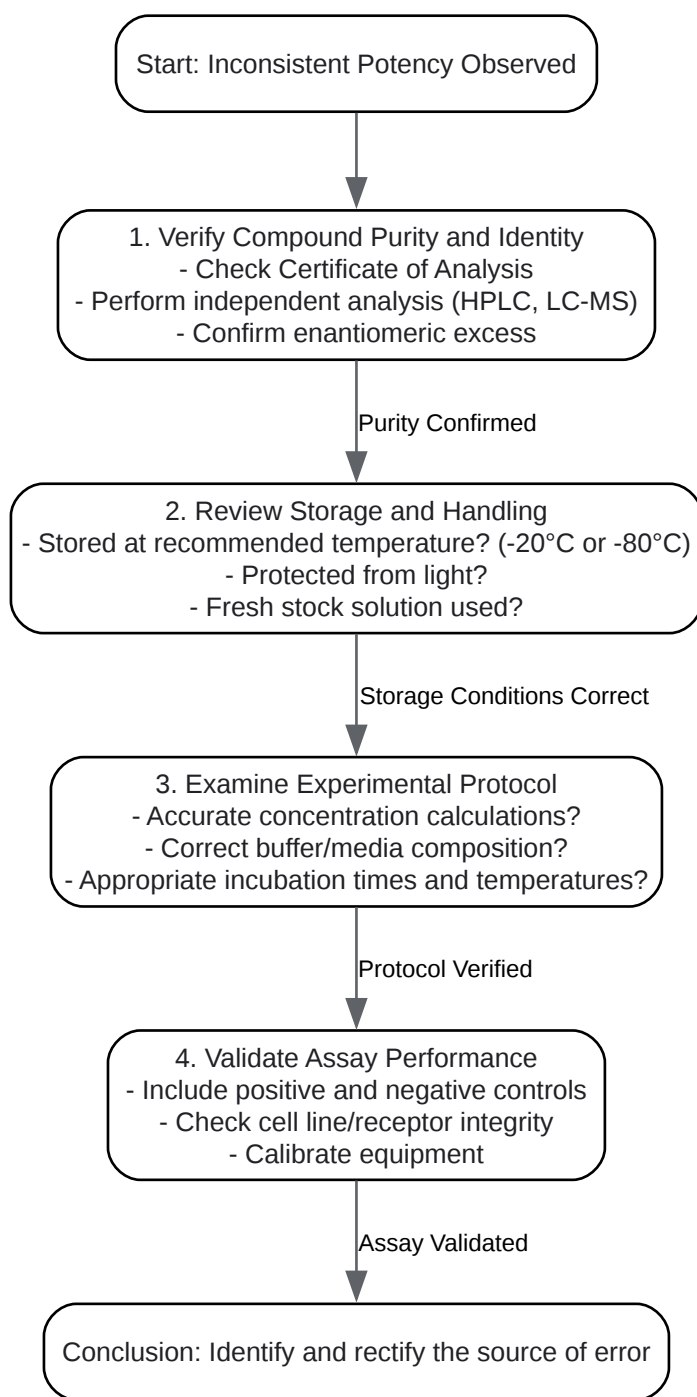 Start: Inconsistent Potency Observed
1. Verify Compound Purity and Identity
- Check Certificate of Analysis
- Perform independent analysis (HPLC, LC-MS)
- Confirm enantiomeric excess
Purity Confirmed
2. Review Storage and Handling
- Stored at recommended temperature? (-20°C or -80°C)
- Protected from light?
- Fresh stock solution used?
Storage Conditions Correct
3. Examine Experimental Protocol
- Accurate concentration calculations?
- Correct buffer/media composition?
- Appropriate incubation times and temperatures?
Protocol Verified
4. Validate Assay Performance
- Include positive and negative controls
- Check cell line/receptor integrity
- Calibrate equipment
Assay Validated
Conclusion: Identify and rectify the source of error